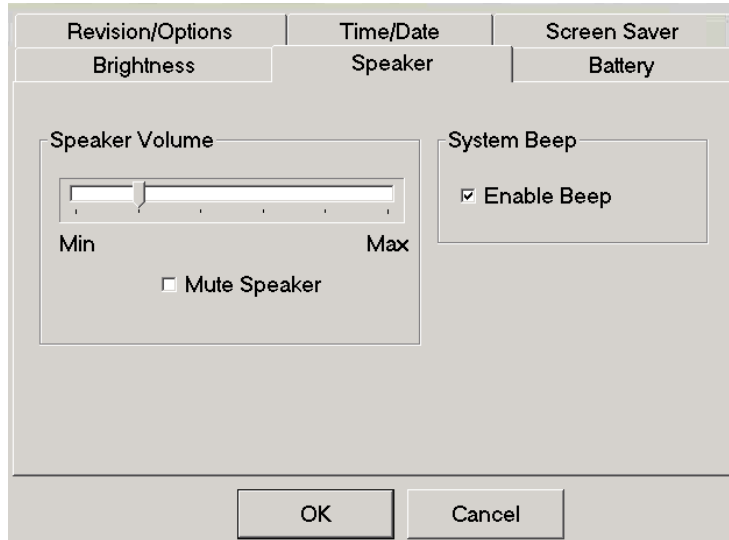 Revision/Options Time/Date Screen Saver
Brightness Speaker Battery
Speaker Volume System Beep
Enable Beep
Min Max
Mute Speaker
OK Cancel